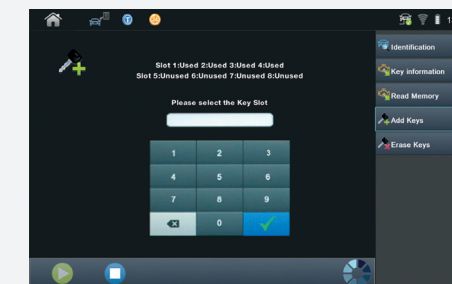 1
Slot 1:Used 2:Used 3:Used 4:Used
Slot 5:Unused 6:Unused 7:Unused 8:Unused
Please select the Key Slot
1 2 3
4 5 6
7 8 9
0
Identification
Key information
Read Memory
Add Keys
Erase Keys